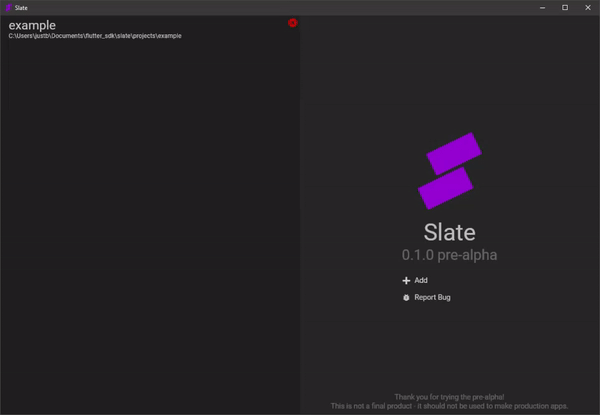 Slate
example
C:\Users\justb\Documents\flutter_sdk\slate\projects\example
Slate
0.1.0 pre-alpha
Add
Report Bug
Thank you for trying the pre-alpha!
This is not a final product - it should not be used to make production apps.